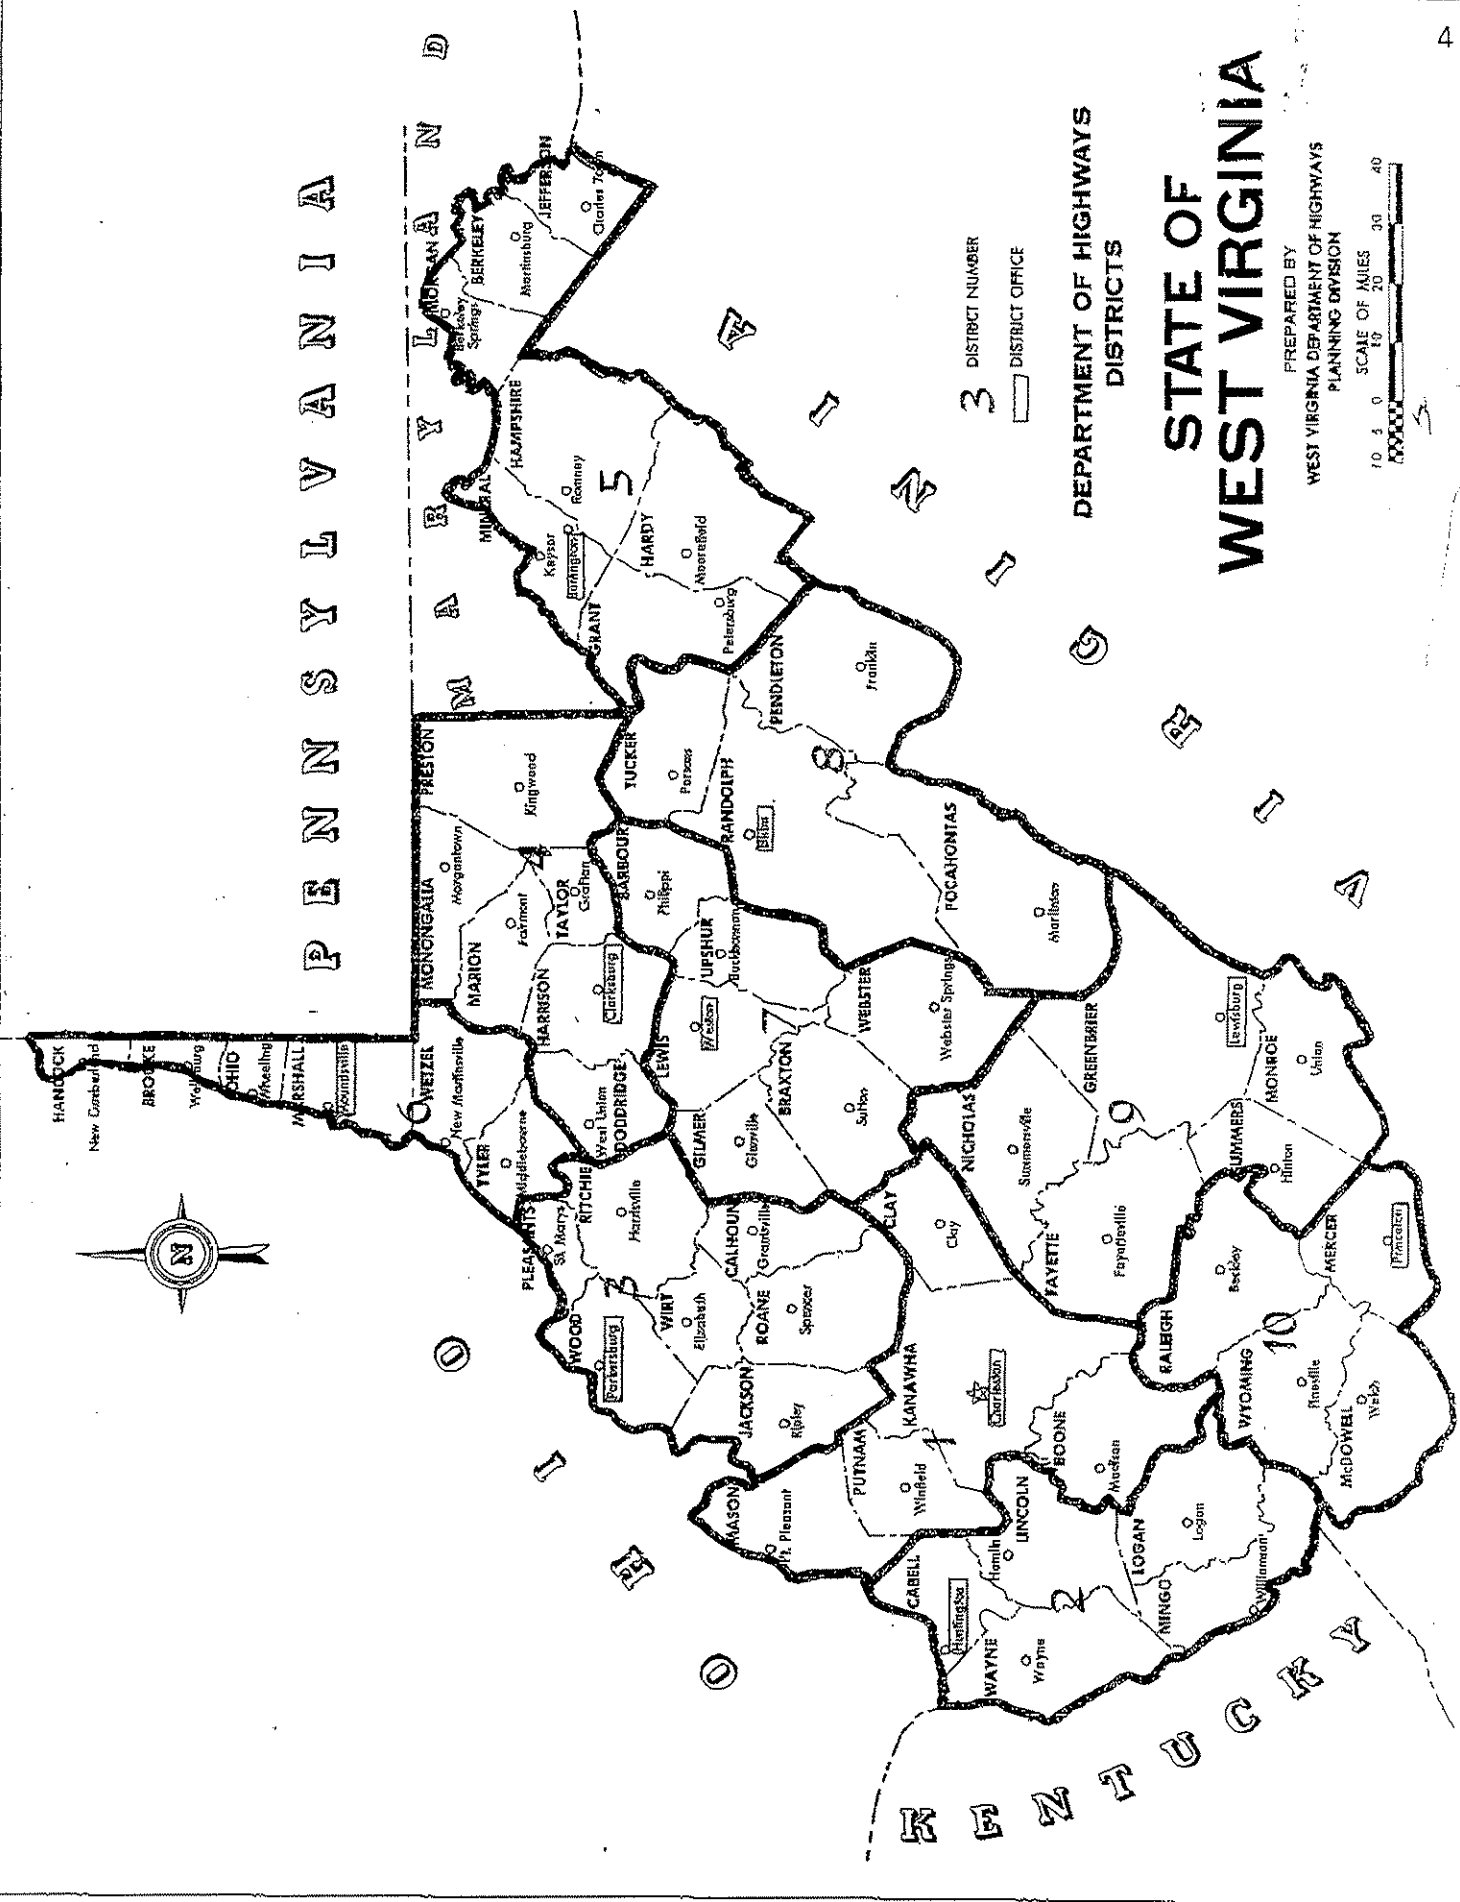 4
PENNSYLVANIA
MARYLAND
VIRGINIA
KENTUCKY
OHIO
N
HANCOCK
New Cumberland
BROOKE
Wellsburg
OHIO
Wheeling
MARSHALL
Moundsville
6
WETZEL
New Martinsville
TYLER
Middlebourne
MONONGALIA
Morgantown
PRESTON
Kingwood
MARION
Fairmont
4
TAYLOR
Grafton
HARRISON
Clarksburg
DODDRIDGE
West Union
PLEASANTS
St. Marys
RITCHIE
Harrisville
WOOD
Parkersburg
3
WIRT
Elizabeth
CALHOUN
Grantsville
ROANE
Spencer
JACKSON
Ripley
MASON
Pt. Pleasant
PUTNAM
Winfield
1
KANAWHA
Charleston
CLAY
Clay
BOONE
Madison
CABELL
Huntington
WAYNE
Wayne
2
LINCOLN
Hamlin
LOGAN
Logan
MINGO
Williamson
MORGAN
Berkeley
Springs
BERKELEY
Martinsburg
JEFFERSON
Charles Town
HAMPSHIRE
Romney
MINERAL
Keyser
Burlington
5
HARDY
Moorefield
GRANT
Petersburg
PENDLETON
Franklin
TUCKER
Parsons
RANDOLPH
Elkins
8
POCAHONTAS
Marlinton
BARBOUR
Philippi
UPSHUR
Buckhannon
LEWIS
Weston
7
WEBSTER
Webster Springs
BRAXTON
Sutton
GILMER
Glenville
NICHOLAS
Summersville
GREENBRIER
Lewisburg
9
FAYETTE
Fayetteville
SUMMERS
Hinton
MONROE
Union
RALEIGH
Beckley
MERCER
Princeton
10
WYOMING
Pineville
McDOWELL
Welch
3 DISTRICT NUMBER
DISTRICT OFFICE
DEPARTMENT OF HIGHWAYS
DISTRICTS
STATE OF
WEST VIRGINIA
PREPARED BY
WEST VIRGINIA DEPARTMENT OF HIGHWAYS
PLANNING DIVISION
SCALE OF MILES
10 5 0 10 20 30 40